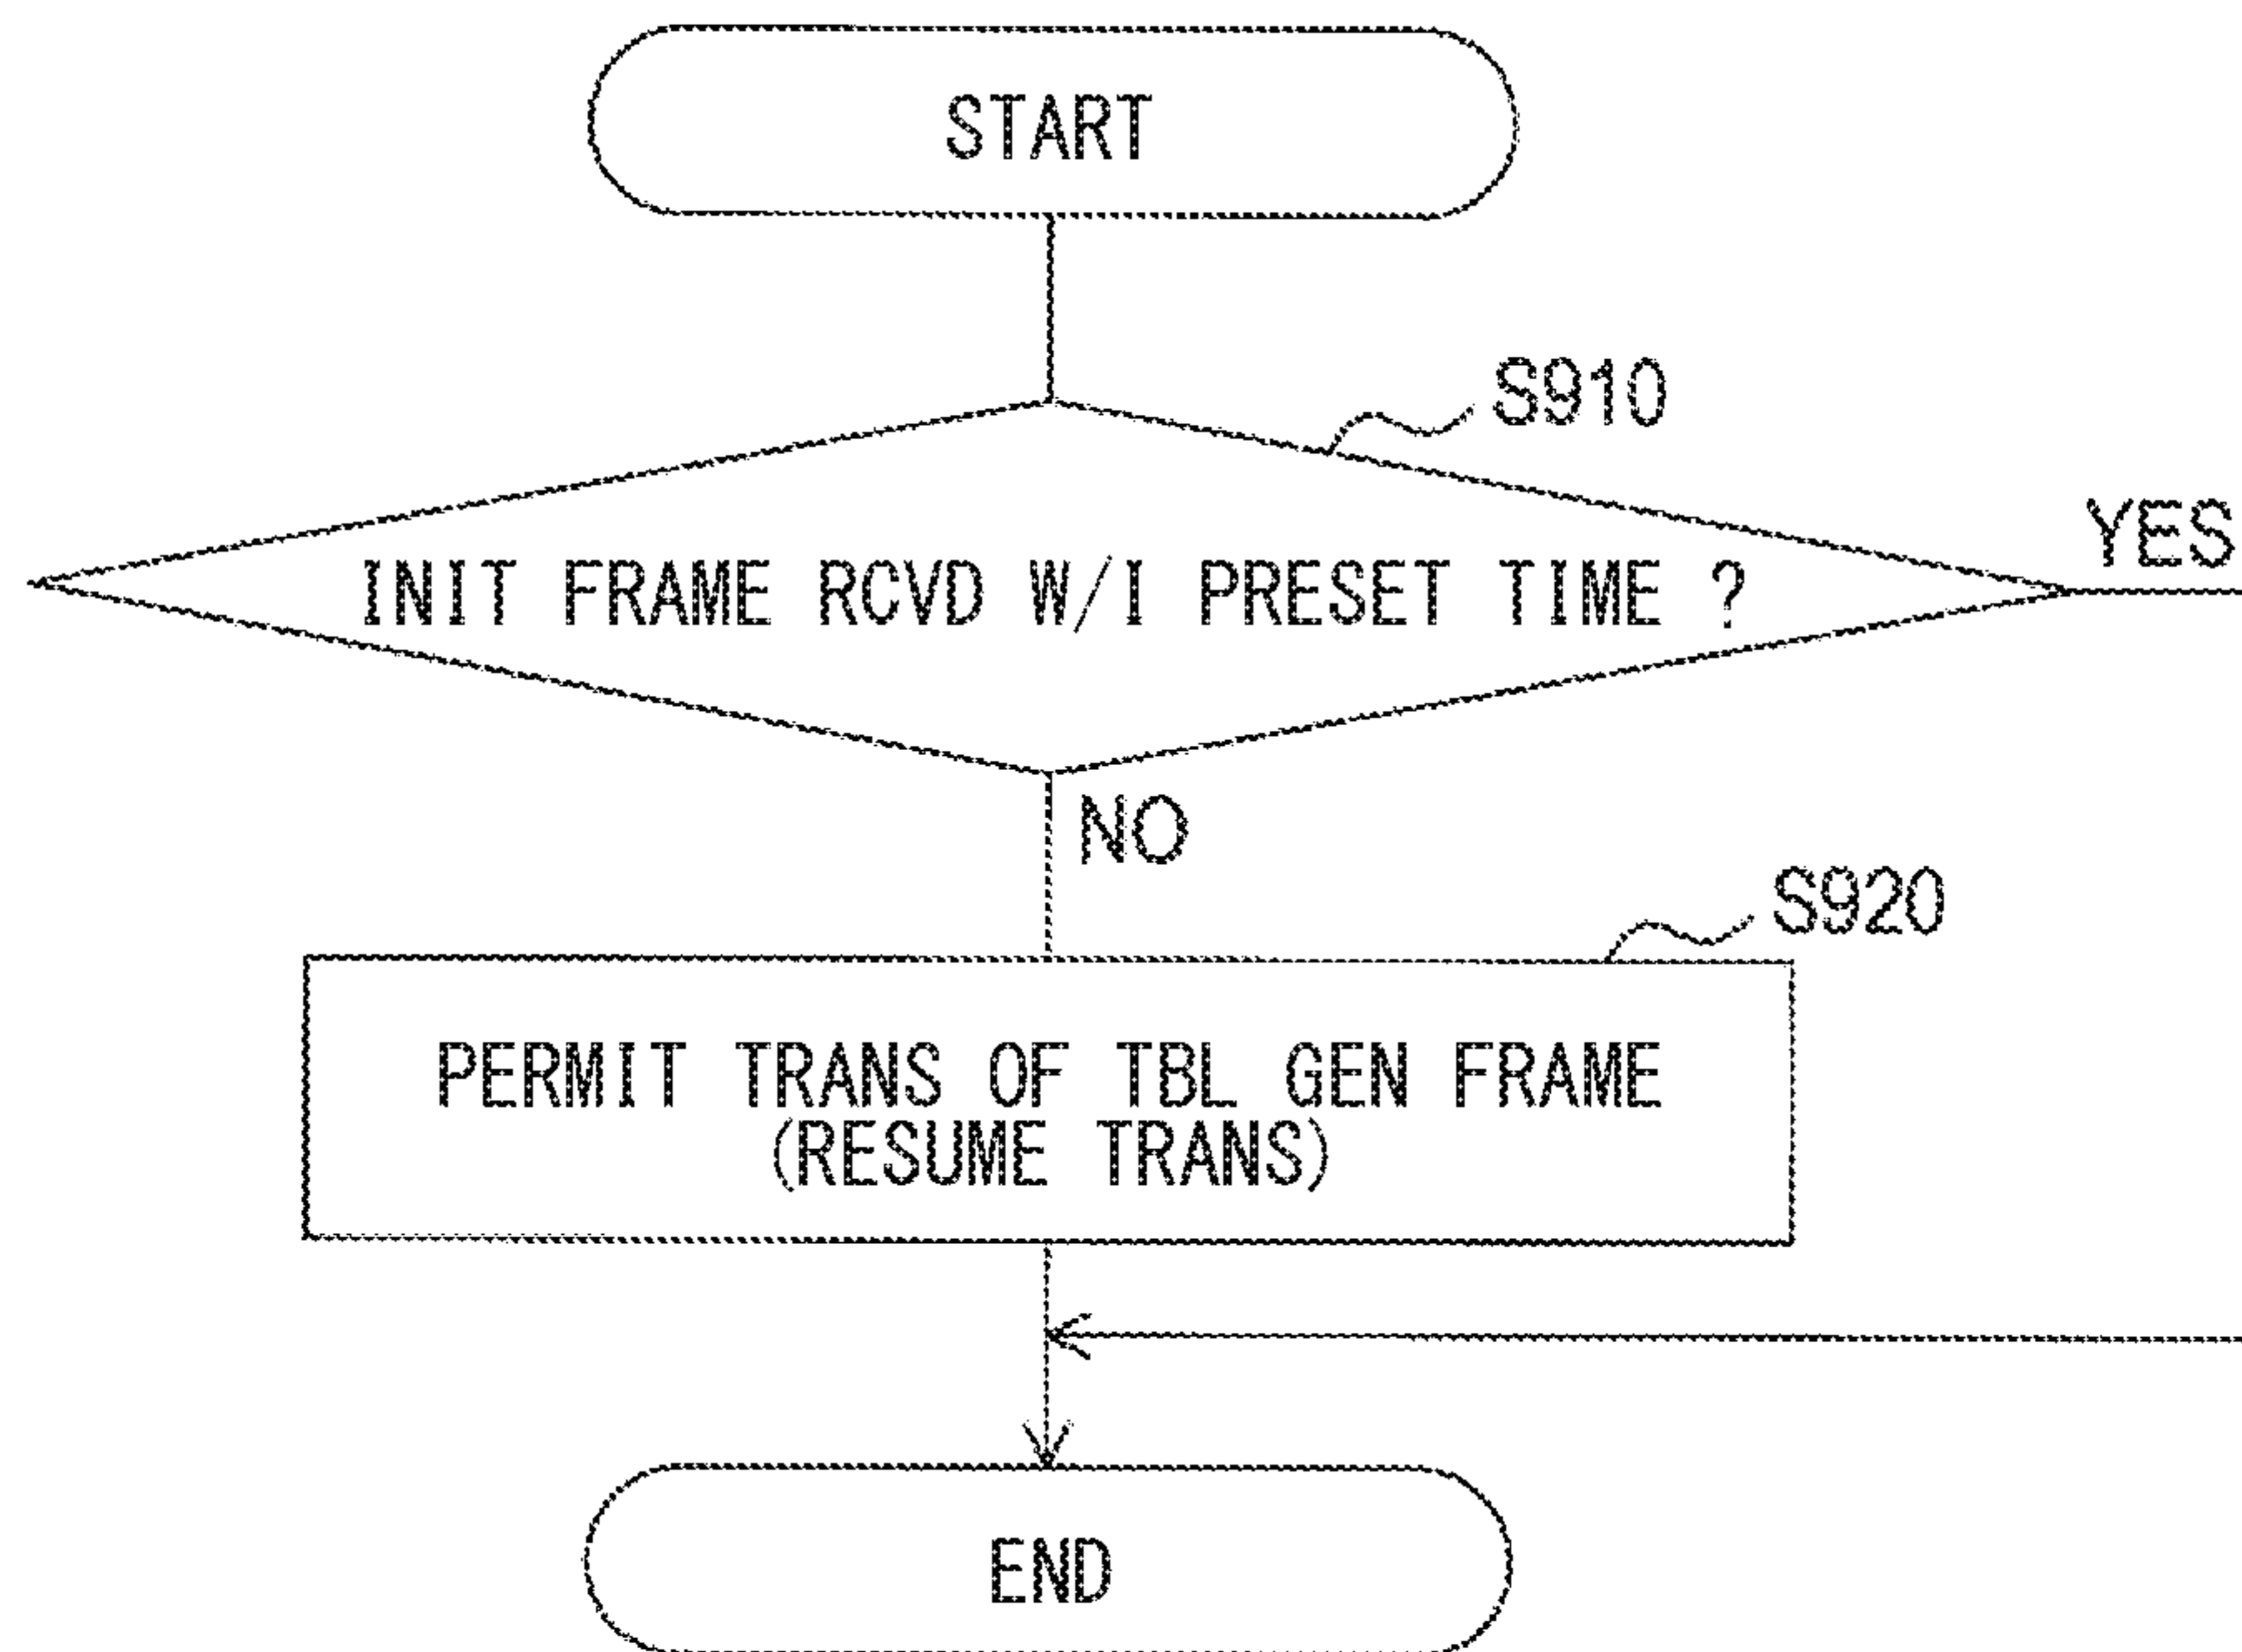 START
S910
YES
INIT FRAME RCVD W/I PRESET TIME ?
NO
S920
PERMIT TRANS OF TBL GEN FRAME
(RESUME TRANS)
END